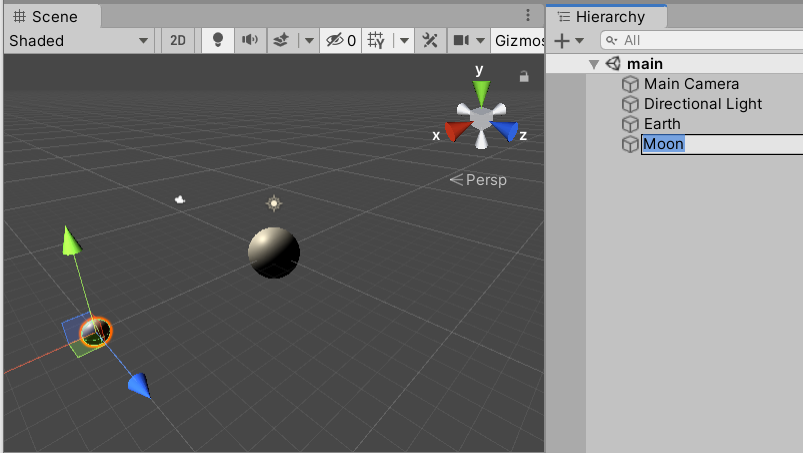 Scene
Shaded
2D
0
Gizmos
y
x
z
Persp
Hierarchy
All
main
Main Camera
Directional Light
Earth
Moon